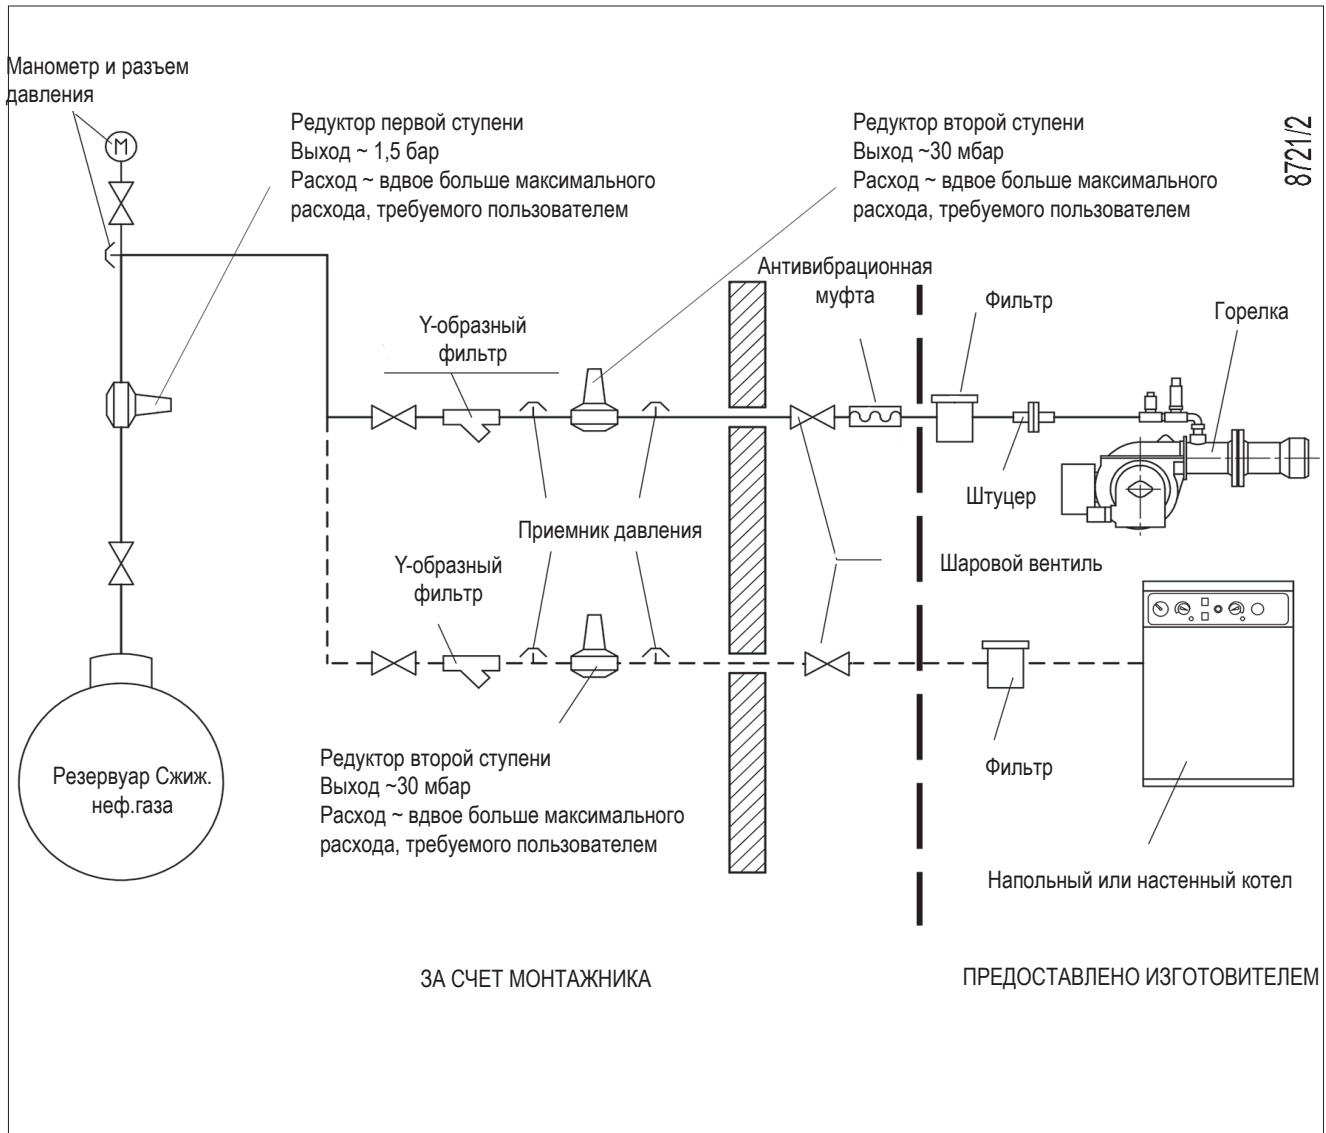 Манометр и разъем
давления
М
Редуктор первой ступени
Выход ~ 1,5 бар
Расход ~ вдвое больше максимального
расхода, требуемого пользователем
Редуктор второй ступени
Выход ~30 мбар
Расход ~ вдвое больше максимального
расхода, требуемого пользователем
8721/2
Антивибрационная
муфта
Фильтр
Горелка
Y-образный
фильтр
Штуцер
Приемник давления
Шаровой вентиль
Y-образный
фильтр
Редуктор второй ступени
Выход ~30 мбар
Расход ~ вдвое больше максимального
расхода, требуемого пользователем
Фильтр
Резервуар Сжиж.
неф.газа
Напольный или настенный котел
ЗА СЧЕТ МОНТАЖНИКА
ПРЕДОСТАВЛЕНО ИЗГОТОВИТЕЛЕМ